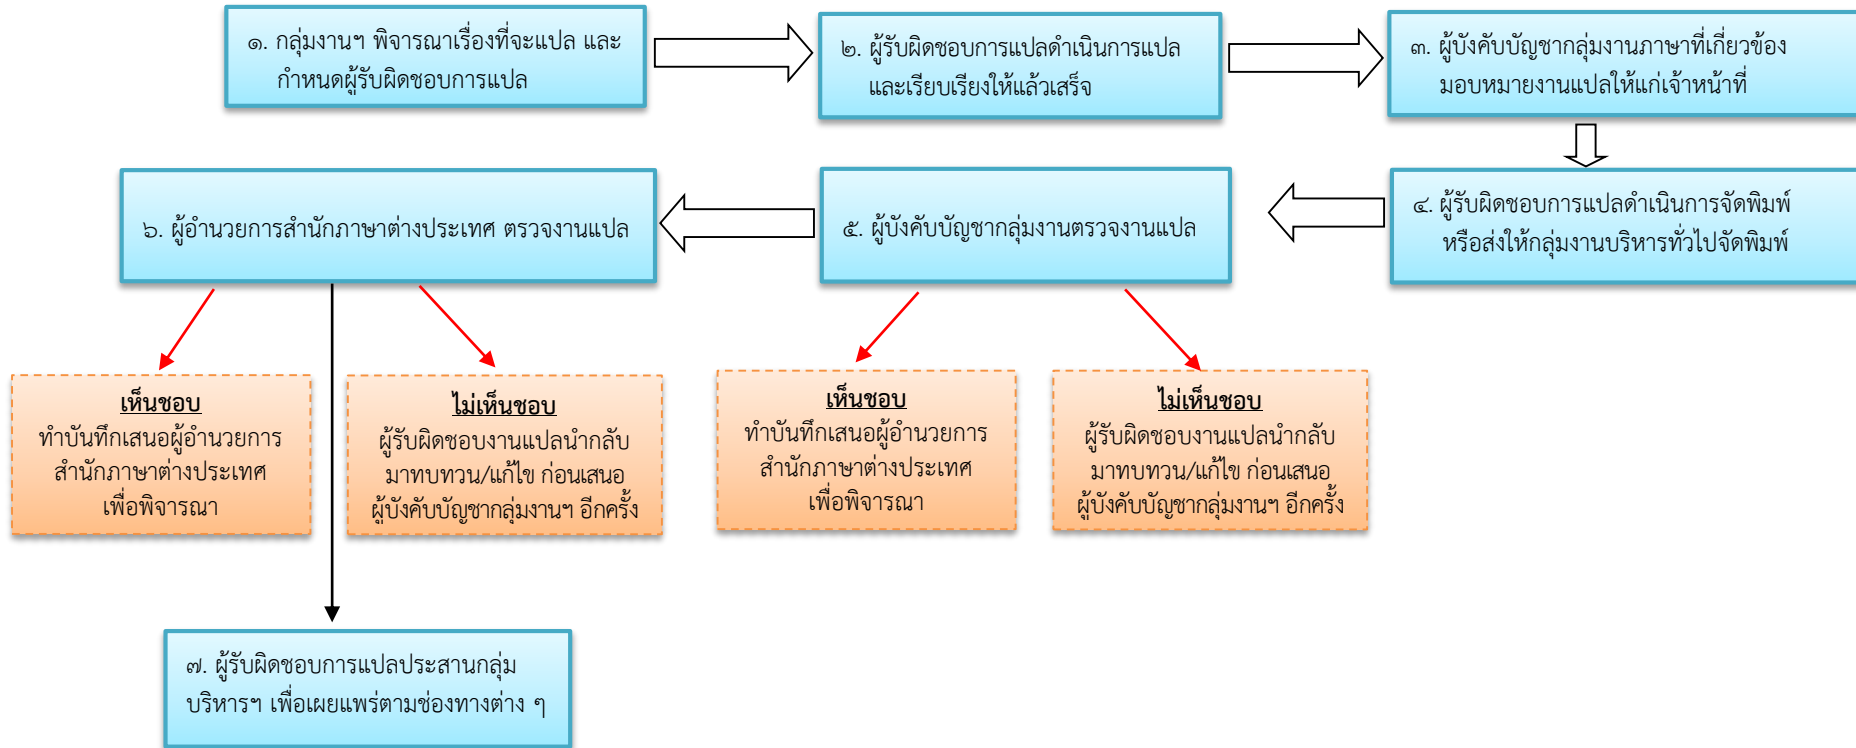 ๑. กลุ่มงานฯ พิจารณาเรื่องที่จะแปล และ
กำหนดผู้รับผิดชอบการแปล
๒. ผู้รับผิดชอบการแปลดำเนินการแปล
และเรียบเรียงให้แล้วเสร็จ
๓. ผู้บังคับบัญชากลุ่มงานภาษาที่เกี่ยวข้อง
มอบหมายงานแปลให้แก่เจ้าหน้าที่
๔. ผู้รับผิดชอบการแปลดำเนินการจัดพิมพ์
หรือส่งให้กลุ่มงานบริหารทั่วไปจัดพิมพ์
๕. ผู้บังคับบัญชากลุ่มงานตรวจงานแปล
๖. ผู้อำนวยการสำนักภาษาต่างประเทศ ตรวจงานแปล
เห็นชอบ
ทำบันทึกเสนอผู้อำนวยการ
สำนักภาษาต่างประเทศ
เพื่อพิจารณา
ไม่เห็นชอบ
ผู้รับผิดชอบงานแปลนำกลับ
มาทบทวน/แก้ไข ก่อนเสนอ
ผู้บังคับบัญชากลุ่มงานฯ อีกครั้ง
เห็นชอบ
ทำบันทึกเสนอผู้อำนวยการ
สำนักภาษาต่างประเทศ
เพื่อพิจารณา
ไม่เห็นชอบ
ผู้รับผิดชอบงานแปลนำกลับ
มาทบทวน/แก้ไข ก่อนเสนอ
ผู้บังคับบัญชากลุ่มงานฯ อีกครั้ง
๗. ผู้รับผิดชอบการแปลประสานกลุ่ม
บริหารฯ เพื่อเผยแพร่ตามช่องทางต่าง ๆ